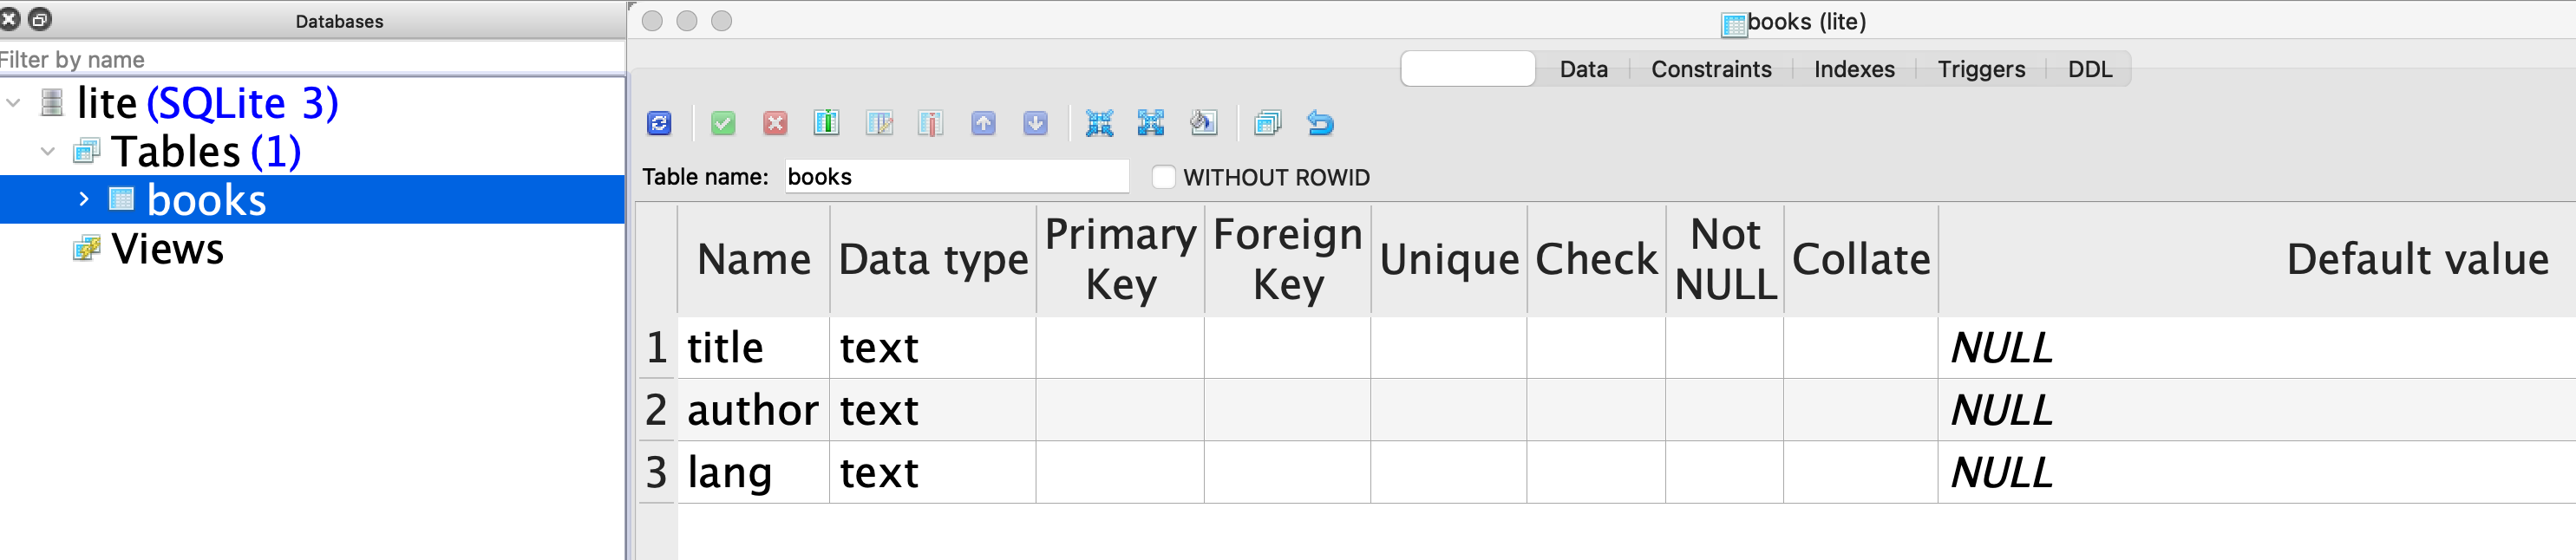 Databases
Filter by name
lite (SQLite 3)
Tables (1)
books
Views
books (lite)
Data Constraints Indexes Triggers DDL
Table name: books WITHOUT ROWID
Name Data type Primary Key Foreign Key Unique Check Not NULL Collate Default value
1 title text NULL
2 author text NULL
3 lang text NULL